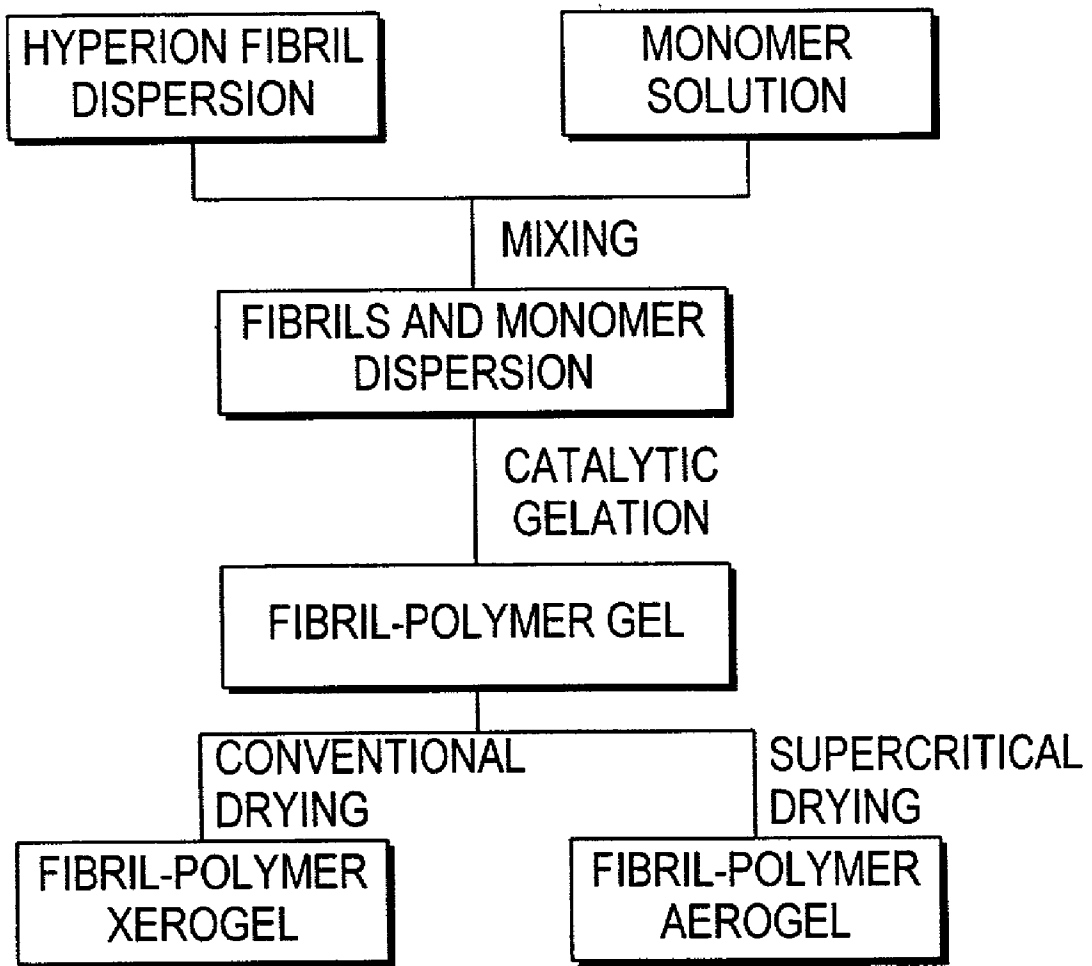 HYPERION FIBRIL
DISPERSION
MONOMER
SOLUTION
MIXING
FIBRILS AND MONOMER
DISPERSION
CATALYTIC
GELATION
FIBRIL-POLYMER GEL
CONVENTIONAL
DRYING
SUPERCRITICAL
DRYING
FIBRIL-POLYMER
XEROGEL
FIBRIL-POLYMER
AEROGEL